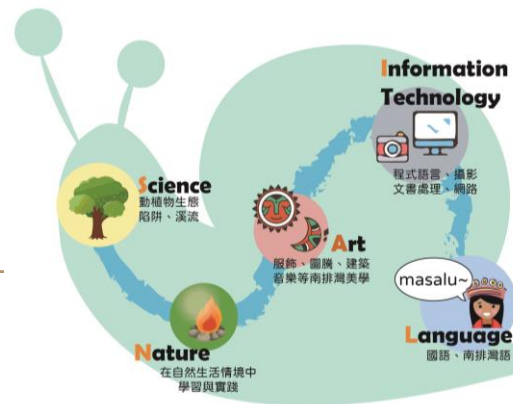 Science
動植物生態
陷阱、溪流
Nature
在自然生活情境中
學習與實踐
Art
服飾、圖騰、建築
音樂等南排灣美學
Information
Technology
程式語言、攝影
文書處理、網路
masalu~
Language
國語、南排灣語